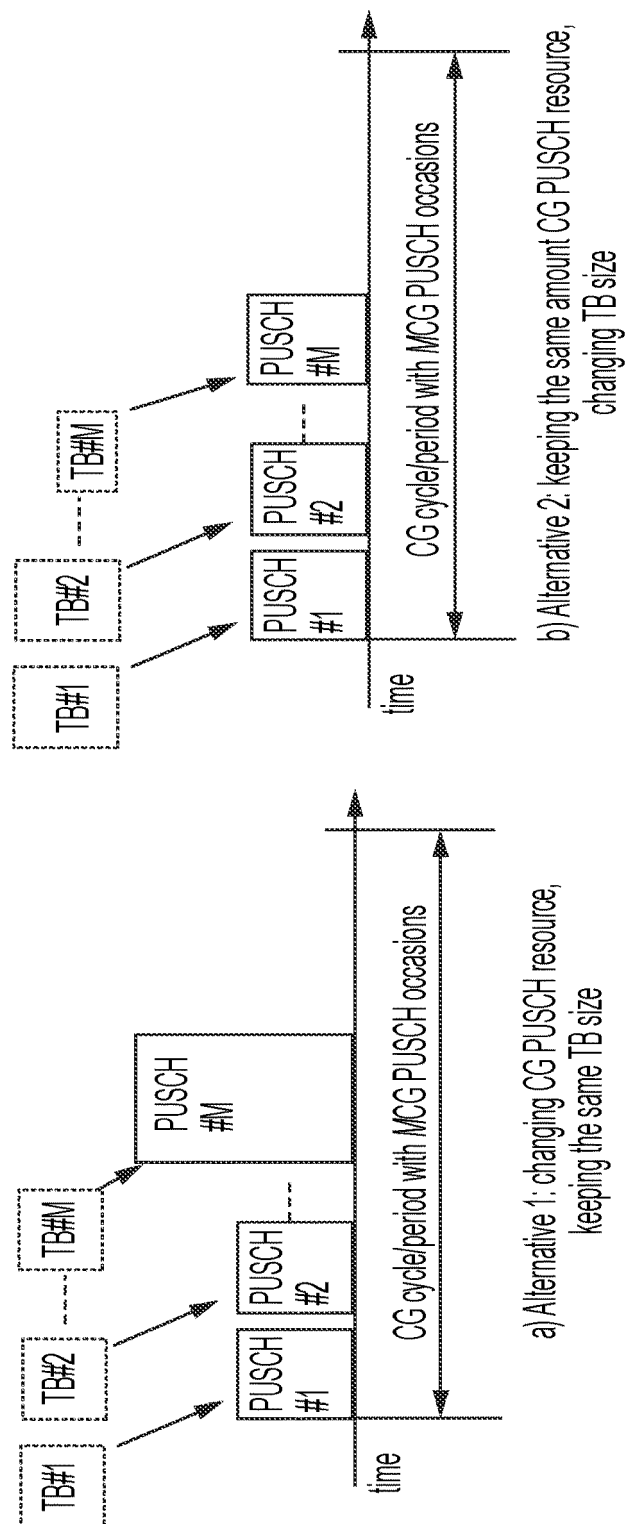 TB#1
TB#2
TB#M
PUSCH
#1
PUSCH
#2
PUSCH
#M
time
CG cycle/period with MCG PUSCH occasions
a) Alternative 1: changing CG PUSCH resource,
keeping the same TB size
TB#1
TB#2
TB#M
PUSCH
#1
PUSCH
#2
PUSCH
#M
time
CG cycle/period with MCG PUSCH occasions
b) Alternative 2: keeping the same amount CG PUSCH resource,
changing TB size